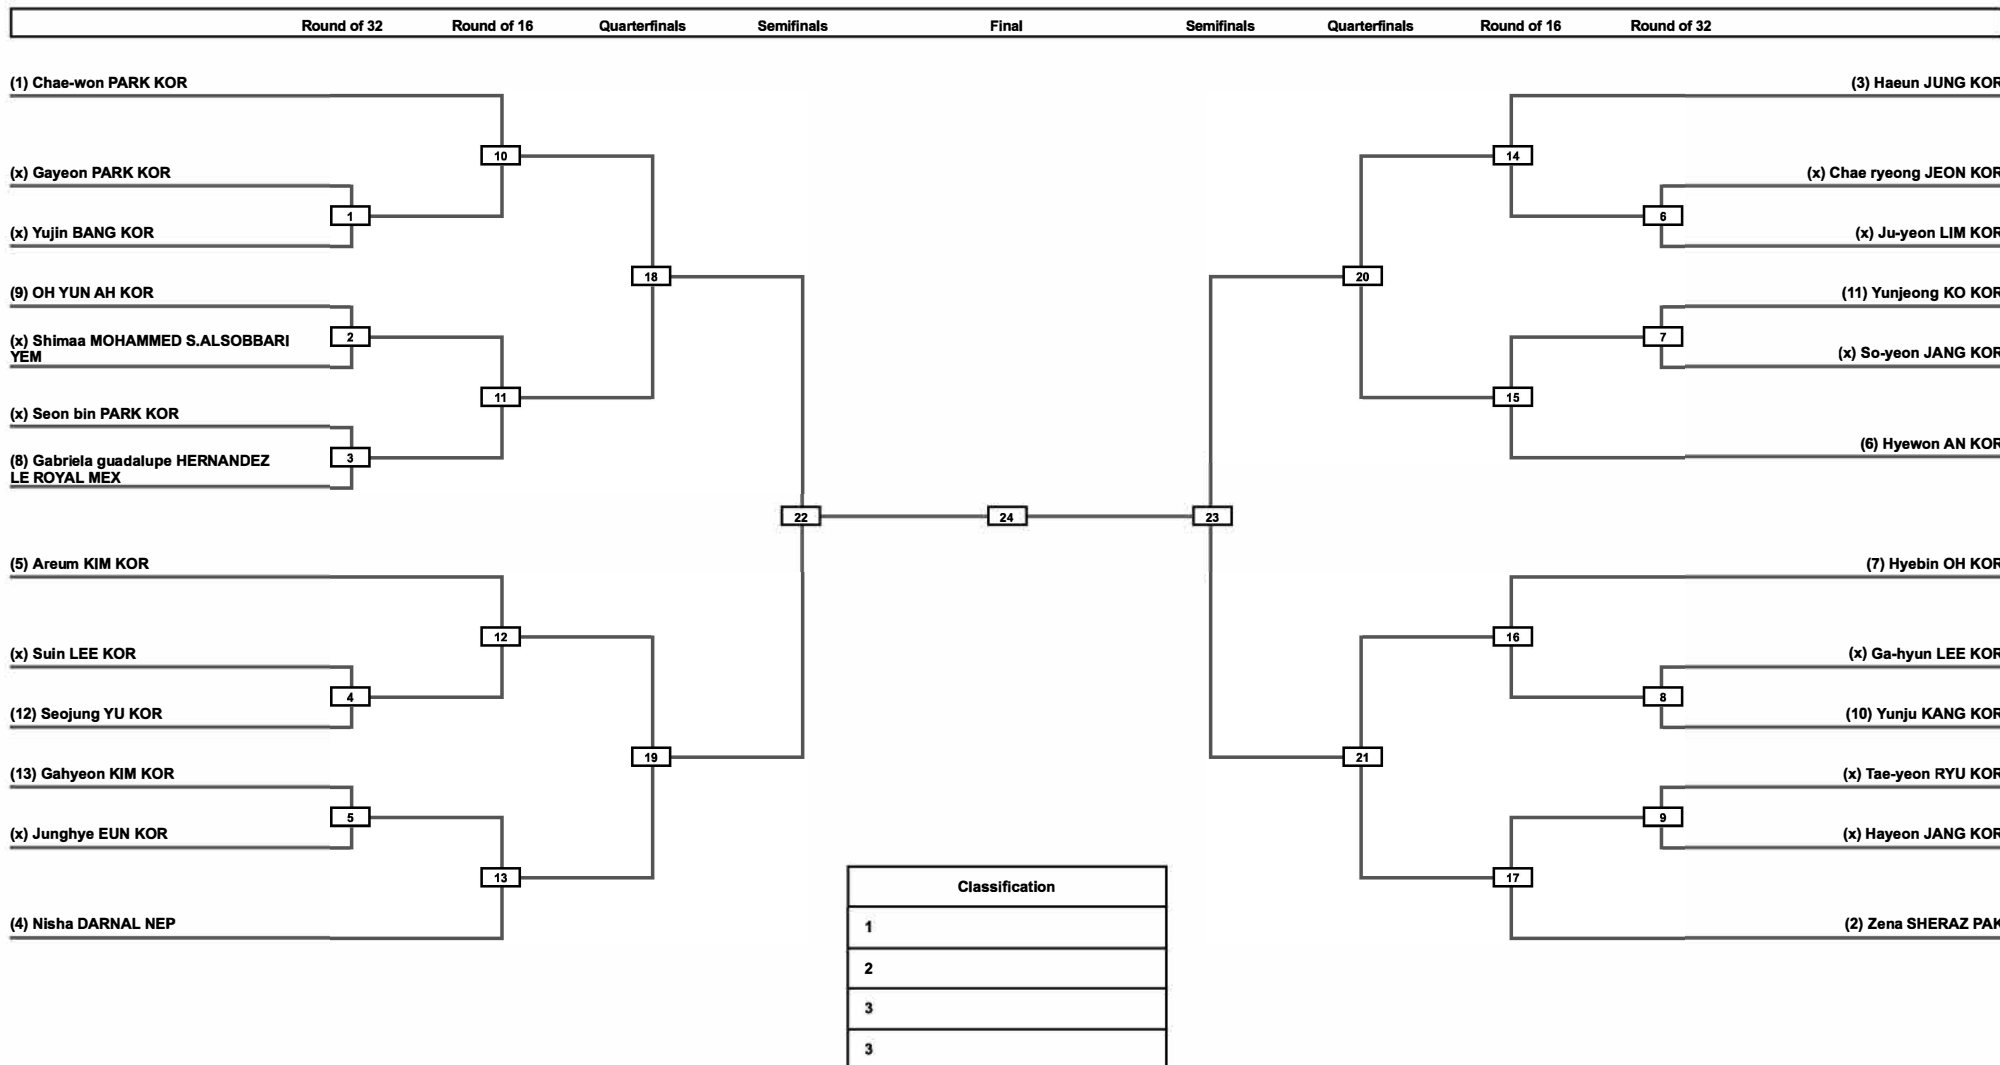 Round of 32 Round of 16 Quarterfinals Semifinals Final Semifinals Quarterfinals Round of 16 Round of 32
(1) Chae-won PARK KOR
(x) Gayeon PARK KOR
(x) Yujin BANG KOR
(9) OH YUN AH KOR
(x) Shimaa MOHAMMED S.ALSOBBARI
YEM
(x) Seon bin PARK KOR
(8) Gabriela guadalupe HERNANDEZ
LE ROYAL MEX
(5) Areum KIM KOR
(x) Suin LEE KOR
(12) Seojung YU KOR
(13) Gahyeon KIM KOR
(x) Junghye EUN KOR
(4) Nisha DARNAL NEP
1
2
3
4
5
10
11
12
13
18
19
22
24
23
20
21
14
15
16
17
6
7
8
9
(3) Haeun JUNG KOR
(x) Chae ryeong JEON KOR
(x) Ju-yeon LIM KOR
(11) Yunjeong KO KOR
(x) So-yeon JANG KOR
(6) Hyewon AN KOR
(7) Hyebin OH KOR
(x) Ga-hyun LEE KOR
(10) Yunju KANG KOR
(x) Tae-yeon RYU KOR
(x) Hayeon JANG KOR
(2) Zena SHERAZ PAK
Classification
1
2
3
3